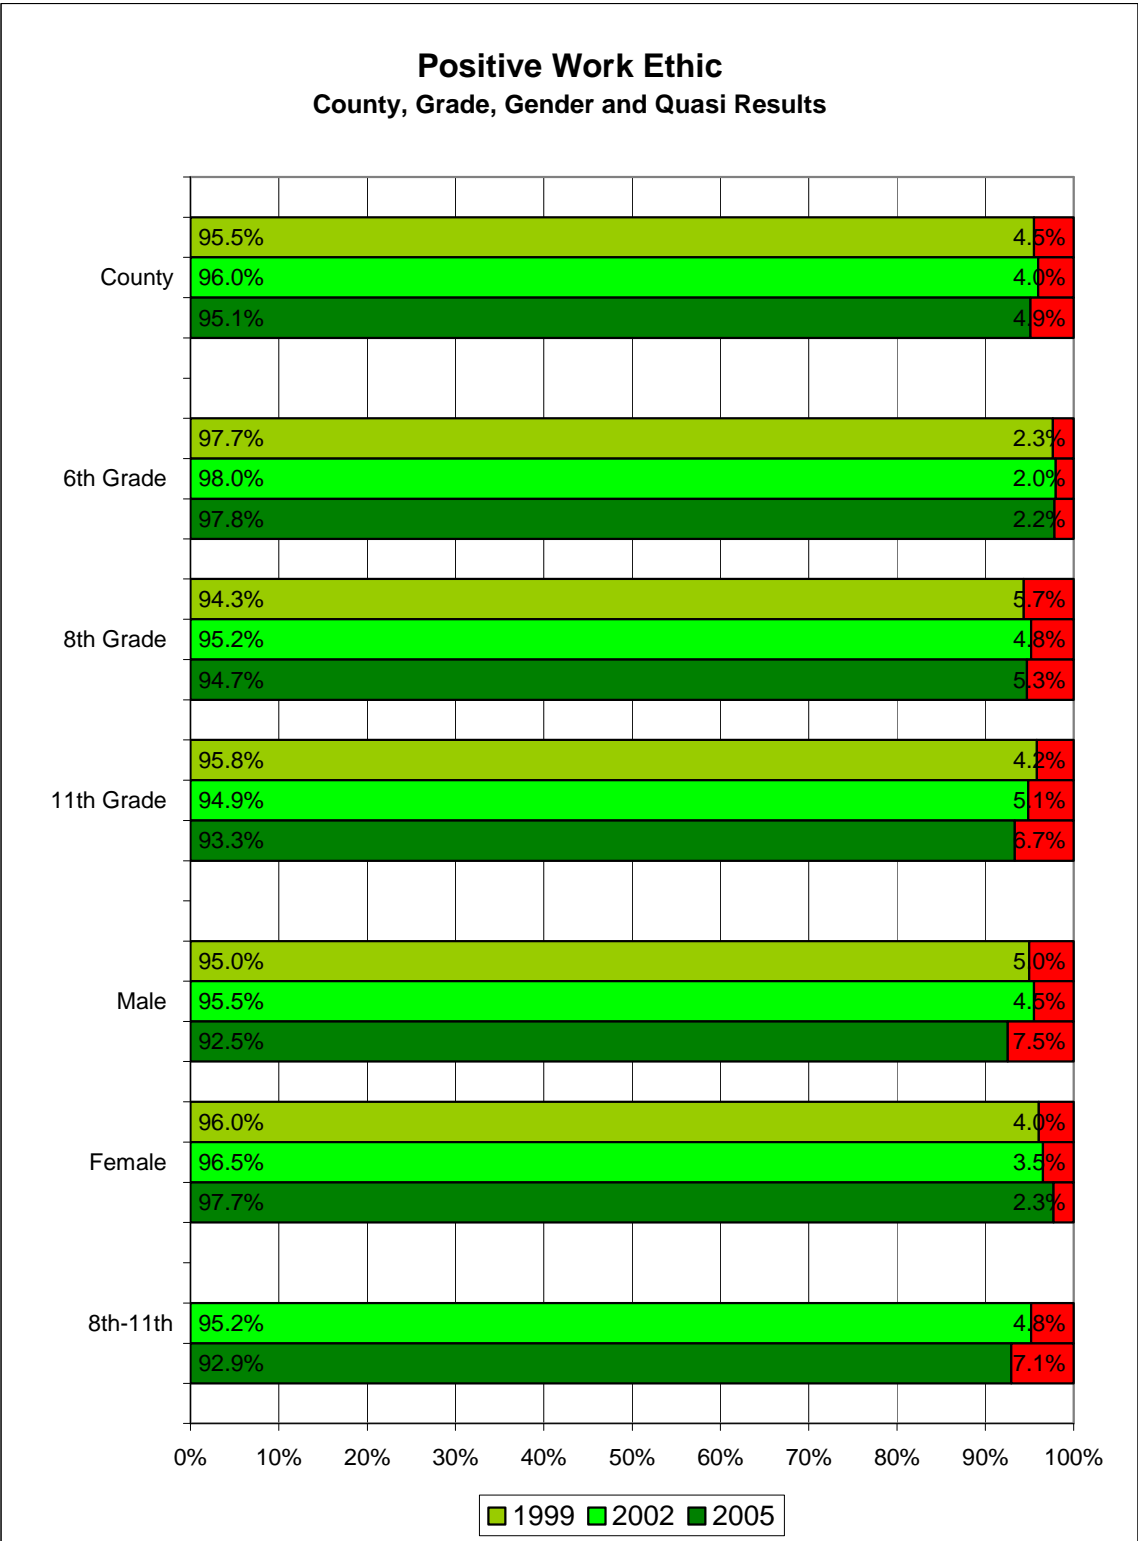 Positive Work Ethic
County, Grade, Gender and Quasi Results
95.5% 4.5%
County 96.0% 4.0%
95.1% 4.9%
97.7% 2.3%
6th Grade 98.0% 2.0%
97.8% 2.2%
94.3% 5.7%
8th Grade 95.2% 4.8%
94.7% 5.3%
95.8% 4.2%
11th Grade 94.9% 5.1%
93.3% 6.7%
95.0% 5.0%
Male 95.5% 4.5%
92.5% 7.5%
96.0% 4.0%
Female 96.5% 3.5%
97.7% 2.3%
8th-11th 95.2% 4.8%
92.9% 7.1%
0% 10% 20% 30% 40% 50% 60% 70% 80% 90% 100%
1999 2002 2005